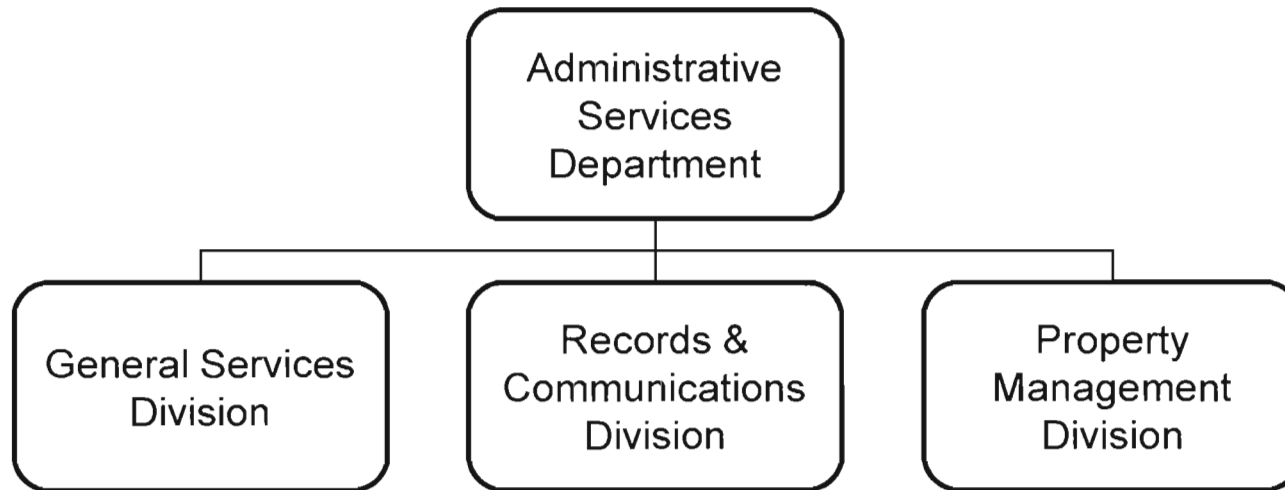 Administrative
Services
Department
General Services
Division
Records &
Communications
Division
Property
Management
Division